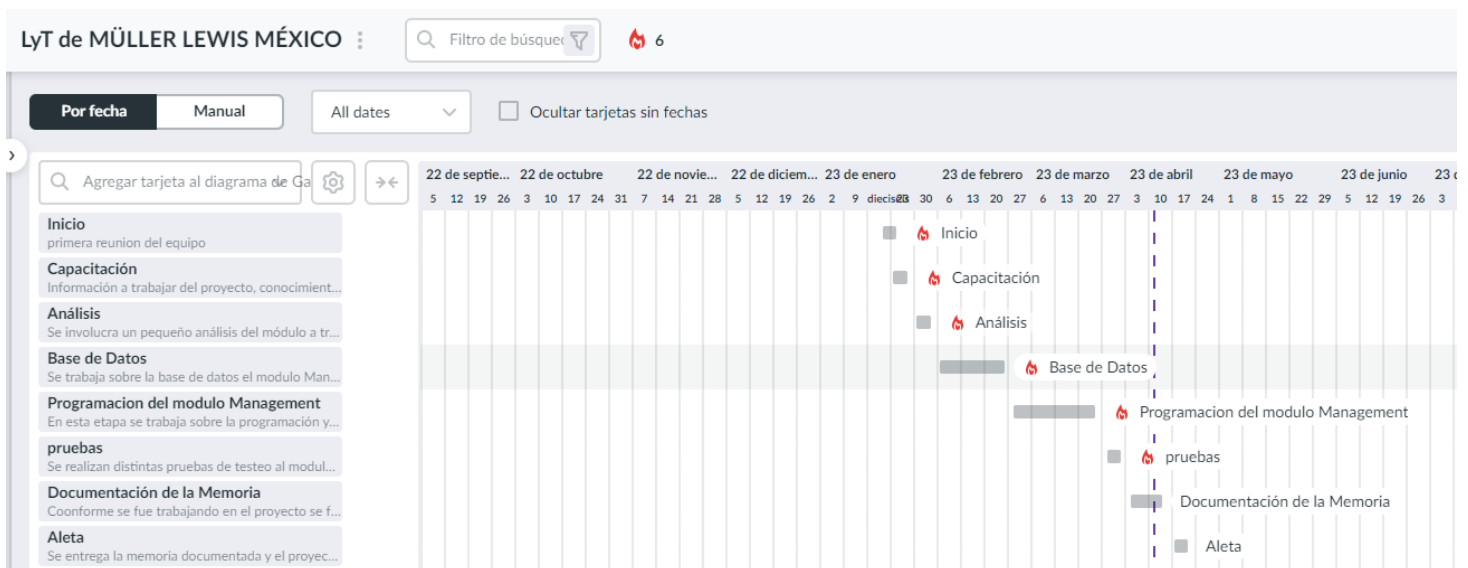 LyT de MÜLLER LEWIS MÉXICO
Filtro de búsque
6
Por fecha Manual All dates Ocultar tarjetas sin fechas
Agregar tarjeta al diagrama de Ga
22 de septie... 22 de octubre 22 de novie... 22 de diciem... 23 de enero 23 de febrero 23 de marzo 23 de abril 23 de mayo 23 de junio 23
5 12 19 26 3 10 17 24 31 7 14 21 28 5 12 19 26 2 9 dieciséis 23 30 6 13 20 27 6 13 20 27 3 10 17 24 1 8 15 22 29 5 12 19 26 3
Inicio
primera reunion del equipo
Inicio
Capacitación
Información a trabajar del proyecto, conocimient...
Capacitación
Análisis
Se involucra un pequeño análisis del módulo a tr...
Análisis
Base de Datos
Se trabaja sobre la base de datos el modulo Man...
Base de Datos
Programacion del modulo Management
En esta etapa se trabaja sobre la programación y...
Programacion del modulo Management
pruebas
Se realizan distintas pruebas de testeo al modul...
pruebas
Documentación de la Memoria
Coonforme se fue trabajando en el proyecto se f...
Documentación de la Memoria
Aleta
Se entrega la memoria documentada y el proyec...
Aleta